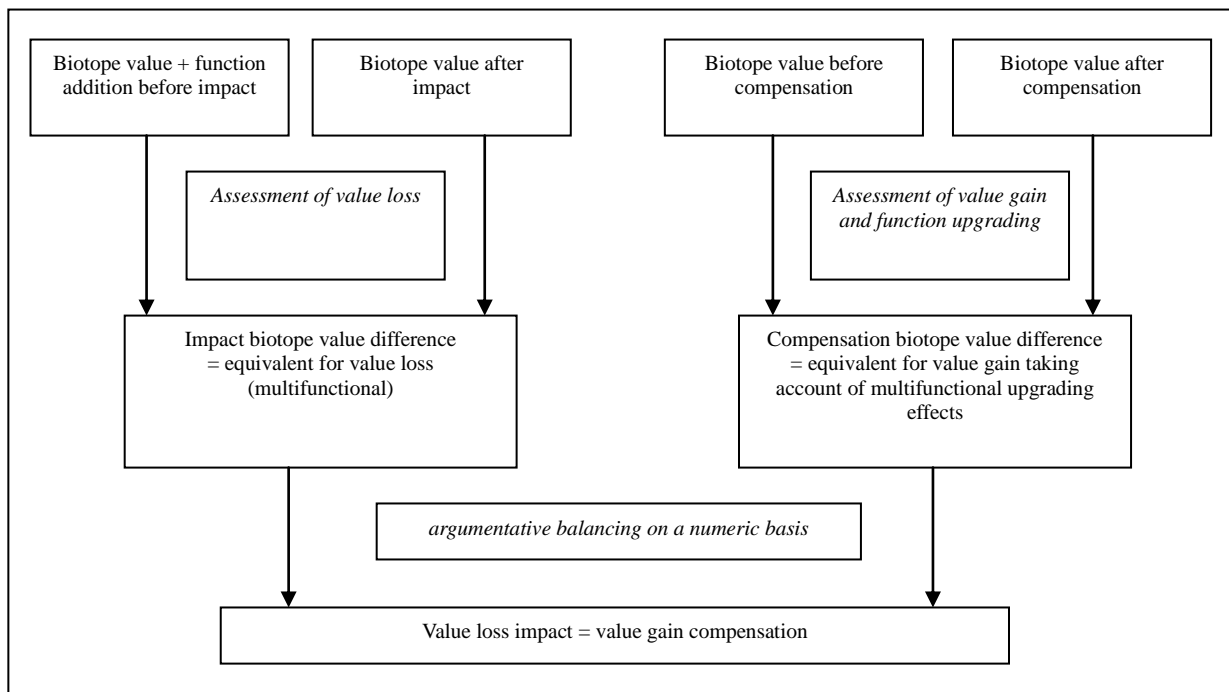 Biotope value + function
addition before impact
Biotope value after
impact
Biotope value before
compensation
Biotope value after
compensation
Assessment of value loss
Assessment of value gain
and function upgrading
Impact biotope value difference
= equivalent for value loss
(multifunctional)
Compensation biotope value difference
= equivalent for value gain taking
account of multifunctional upgrading
effects
argumentative balancing on a numeric basis
Value loss impact = value gain compensation